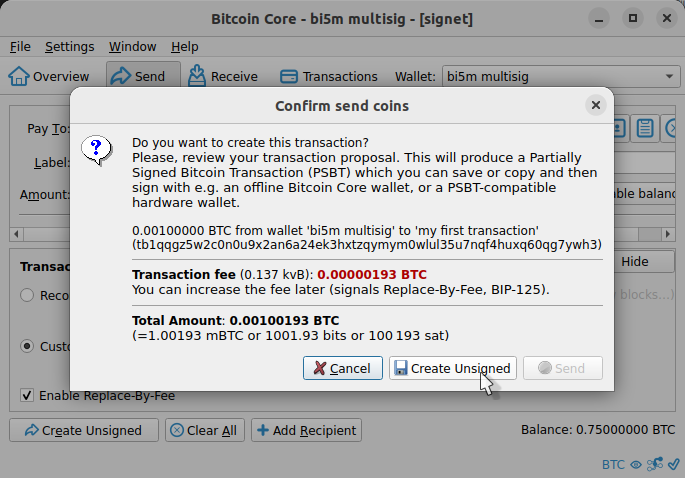 Bitcoin Core - bi5m multisig - [signet]
File Settings Window Help
Overview Send Receive Transactions Wallet: bi5m multisig
Confirm send coins
Pay To:
Label:
Amount:
Do you want to create this transaction?
Please, review your transaction proposal. This will produce a Partially
Signed Bitcoin Transaction (PSBT) which you can save or copy and then
sign with e.g. an offline Bitcoin Core wallet, or a PSBT-compatible
hardware wallet.
0.00100000 BTC from wallet 'bi5m multisig' to 'my first transaction'
(tb1qqgz5w2c0n0u9x2an6a24ek3hxtzqymym0wlul35u7nqf4huxq60qg7ywh3)
Transaction fee (0.137 kvB): 0.00000193 BTC
You can increase the fee later (signals Replace-By-Fee, BIP-125).
Total Amount: 0.00100193 BTC
(=1.00193 mBTC or 1001.93 bits or 100 193 sat)
Cancel Create Unsigned Send
ble balanc
Transac
Hide
Reco
blocks...)
Custo
Enable Replace-By-Fee
Create Unsigned Clear All Add Recipient Balance: 0.75000000 BTC
BTC